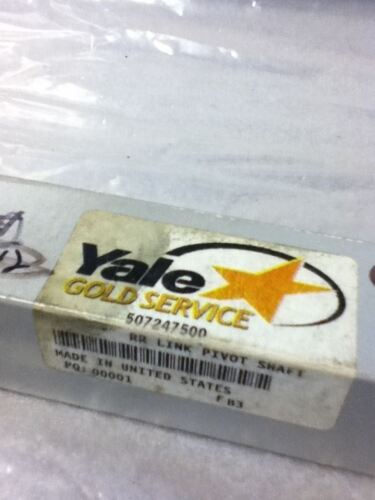 Yale
GOLD SERVICE
507247500
RR LINK PIVOT SHAFT
MADE IN UNITED STATES
PQ: 00001 F83